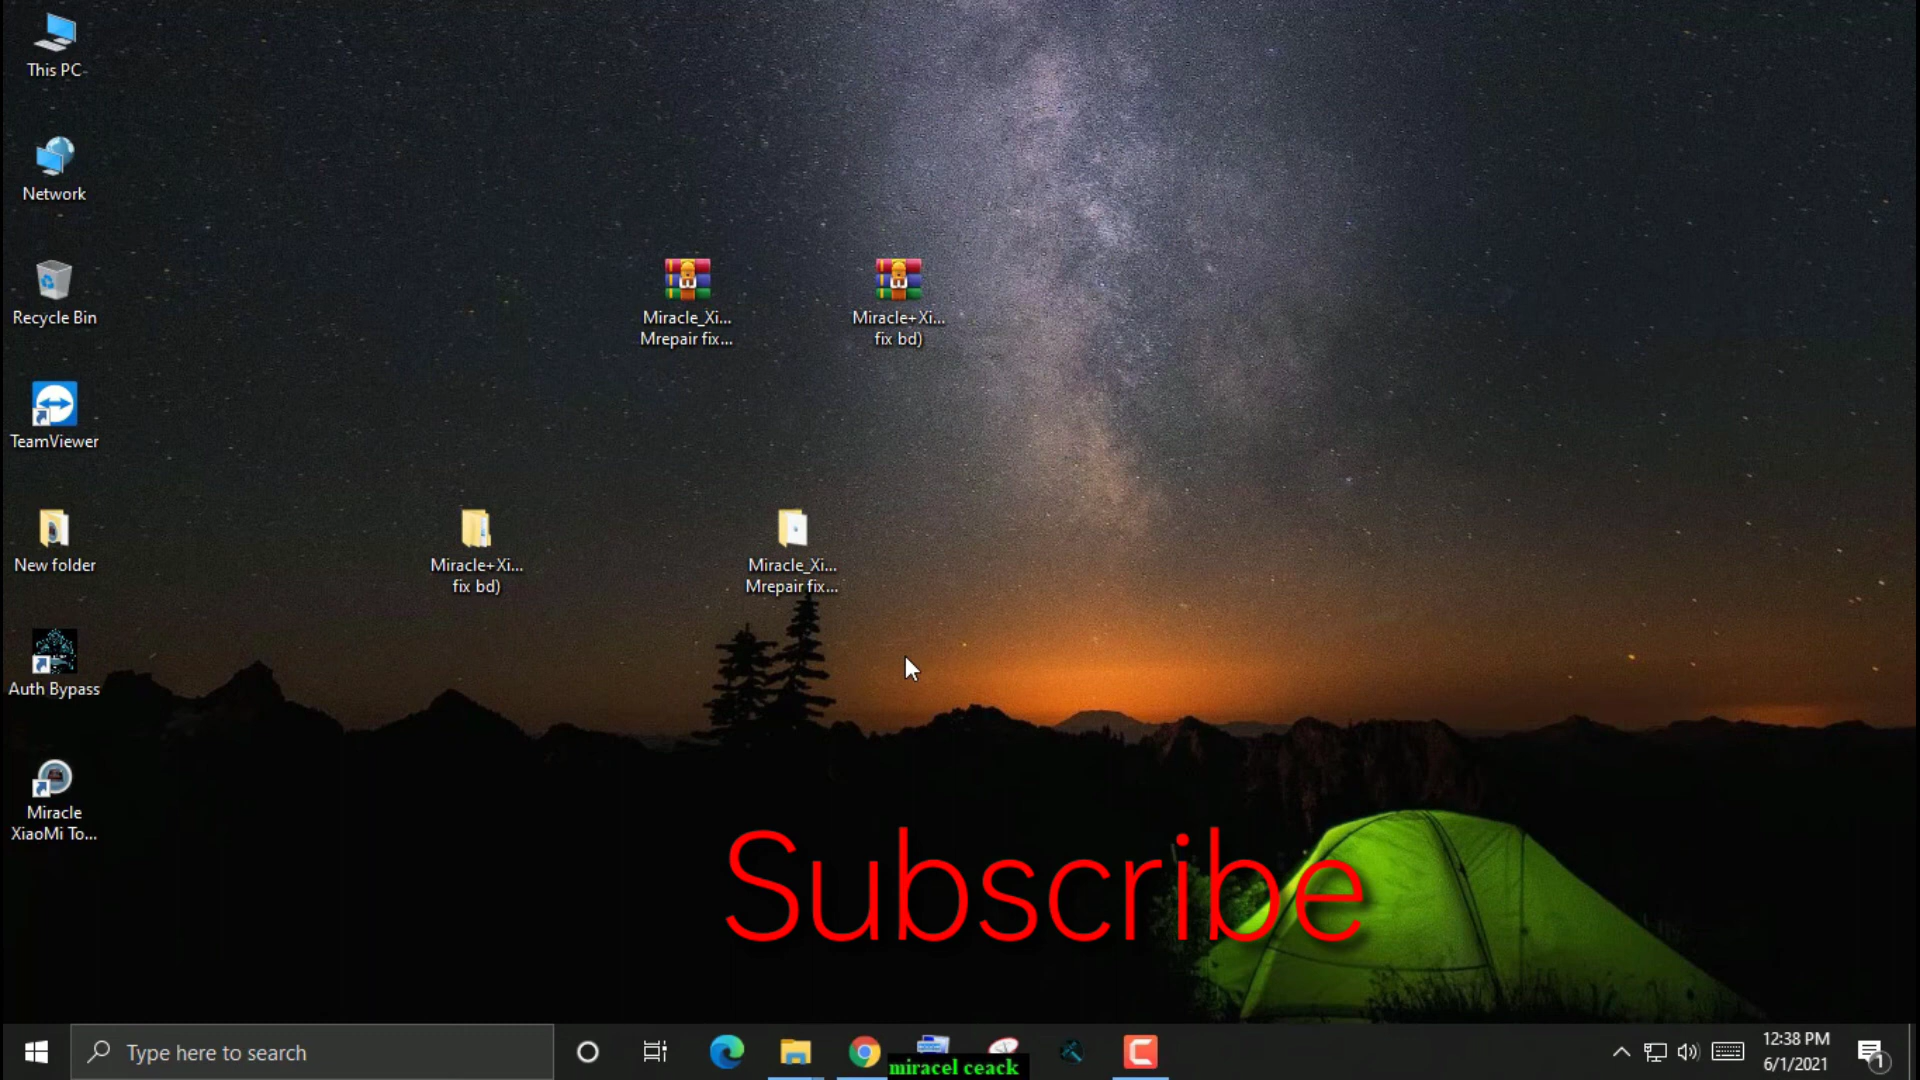 This PC
Network
Recycle Bin
TeamViewer
New folder
Auth Bypass
Miracle
XiaoMi To...
Miracle_Xi...
Mrepair fix...
Miracle+Xi...
fix bd)
Miracle+Xi...
fix bd)
Miracle_Xi...
Mrepair fix...
Subscribe
Type here to search
miracel ceack
12:38 PM
6/1/2021
1